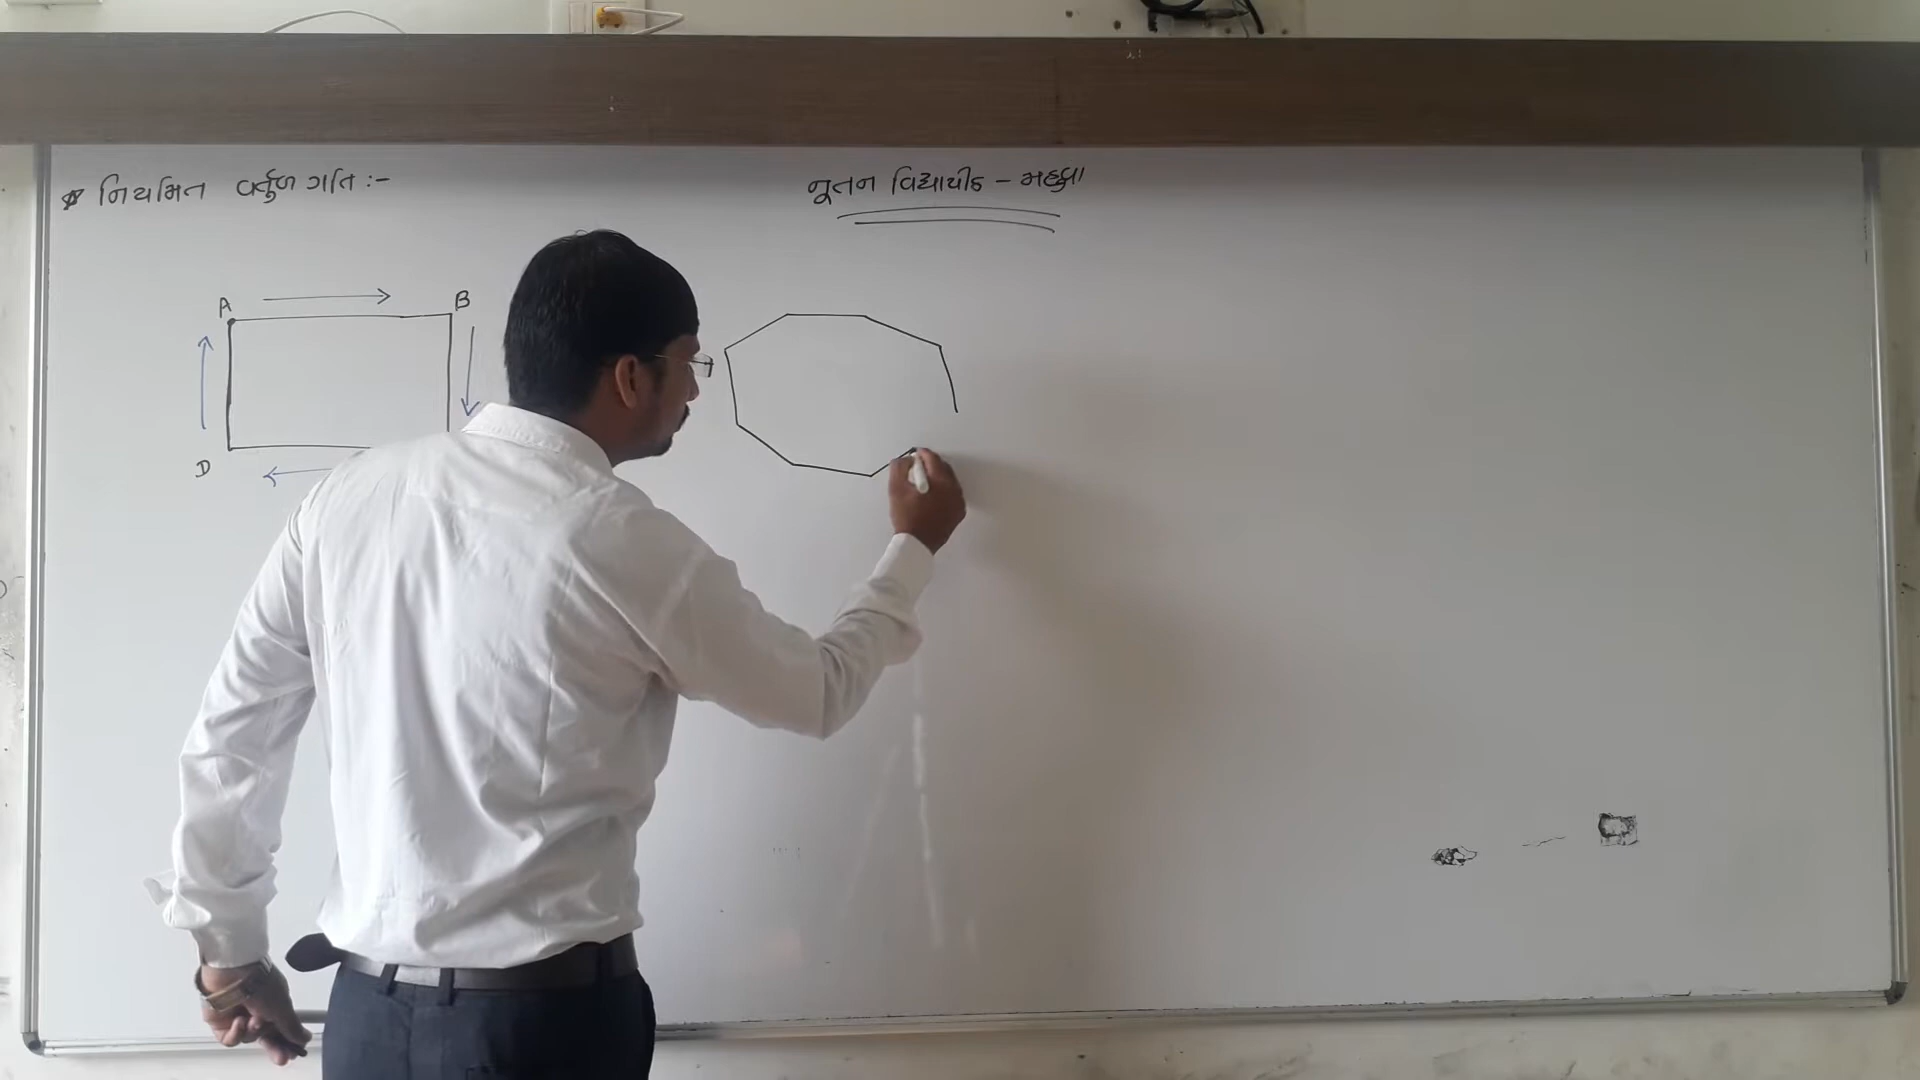 * નિયમિત વર્તુળ ગતિ :-
નૂતન વિદ્યાપીઠ - મહુવા
A
B
D